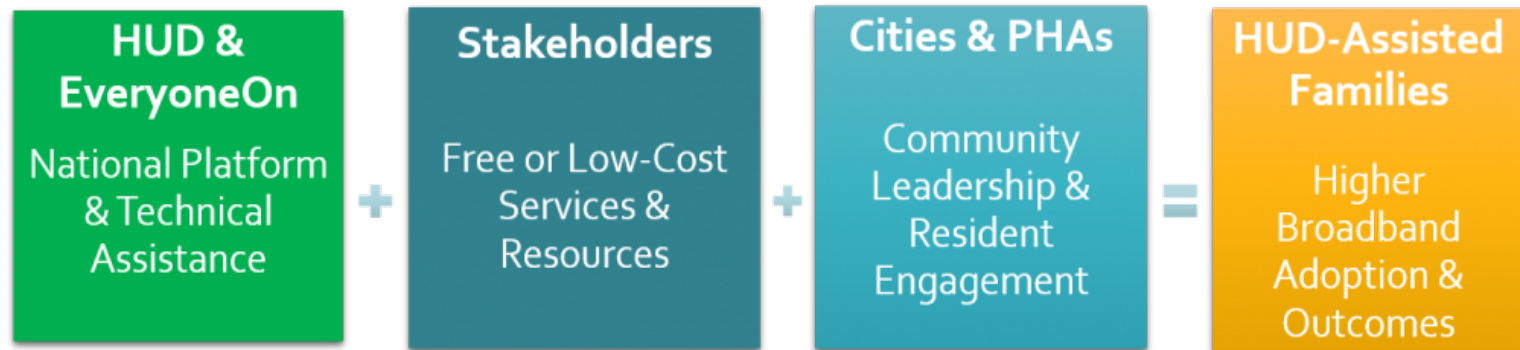 HUD &
EveryoneOn
National Platform
& Technical
Assistance
+
Stakeholders
Free or Low-Cost
Services &
Resources
+
Cities & PHAs
Community
Leadership &
Resident
Engagement
=
HUD-Assisted
Families
Higher
Broadband
Adoption &
Outcomes